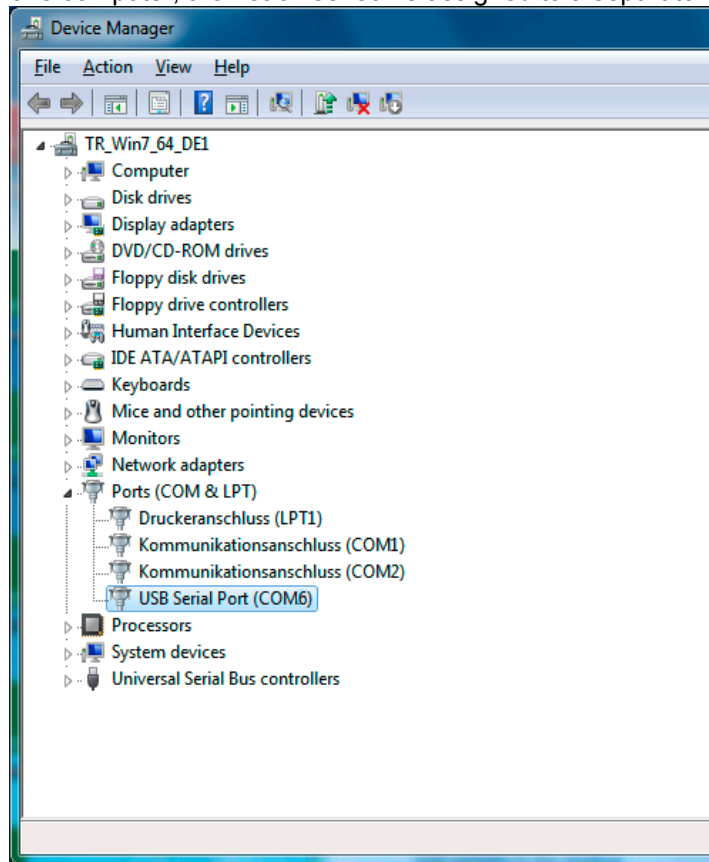 Device Manager
File Action View Help
TR_Win7_64_DE1
Computer
Disk drives
Display adapters
DVD/CD-ROM drives
Floppy disk drives
Floppy drive controllers
Human Interface Devices
IDE ATA/ATAPI controllers
Keyboards
Mice and other pointing devices
Monitors
Network adapters
Ports (COM & LPT)
Druckeranschluss (LPT1)
Kommunikationsanschluss (COM1)
Kommunikationsanschluss (COM2)
USB Serial Port (COM6)
Processors
System devices
Universal Serial Bus controllers